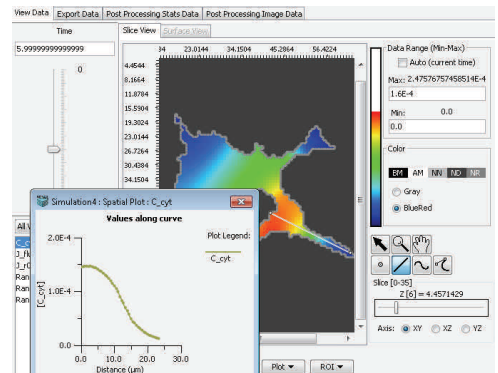 View Data Export Data Post Processing Stats Data Post Processing Image Data
Time
5.99999999999999
0
Slice View Surface View
34 23.0144 34.1504 45.2864 56.4224
4.4544
8.1664
11.8784
15.5904
19.3024
23.0144
26.7264
30.4384
34.1504
Data Range (Min-Max)
Auto (current time)
Max: 2.47576757458514E-4
1.6E-4
Min: 0.0
0.0
Color
BM AM NN ND NR
Gray
BlueRed
Slice [0-35]
Z [6] = 4.4571429
Axis: XY XZ YZ
Plot ROI
Simulation4 : Spatial Plot : C_cyt
Values along curve
Plot Legend:
C_cyt
[C_cyt]
2.0E-4
1.0E-4
0.0
0.0 10.0 20.0 30.0
Distance (μm)